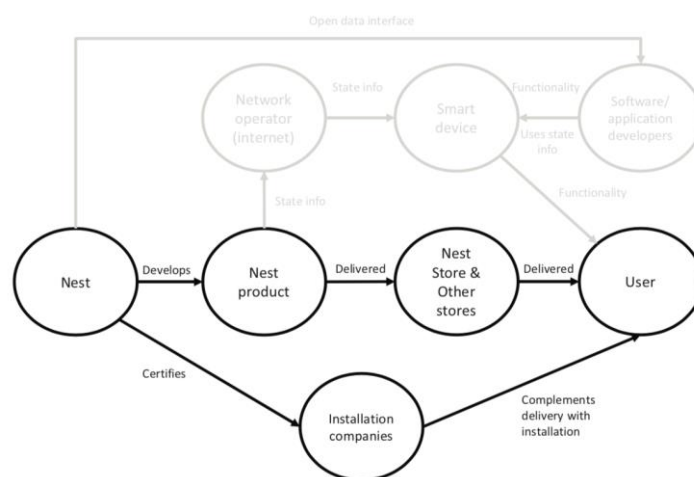 Open data interface
Network
operator
(internet)
State info
Smart
device
Functionality
Uses state
info
Software/
application
developers
State info
Functionality
Nest
Develops
Nest
product
Delivered
Nest
Store &
Other
stores
Delivered
User
Certifies
Installation
companies
Complements
delivery with
installation